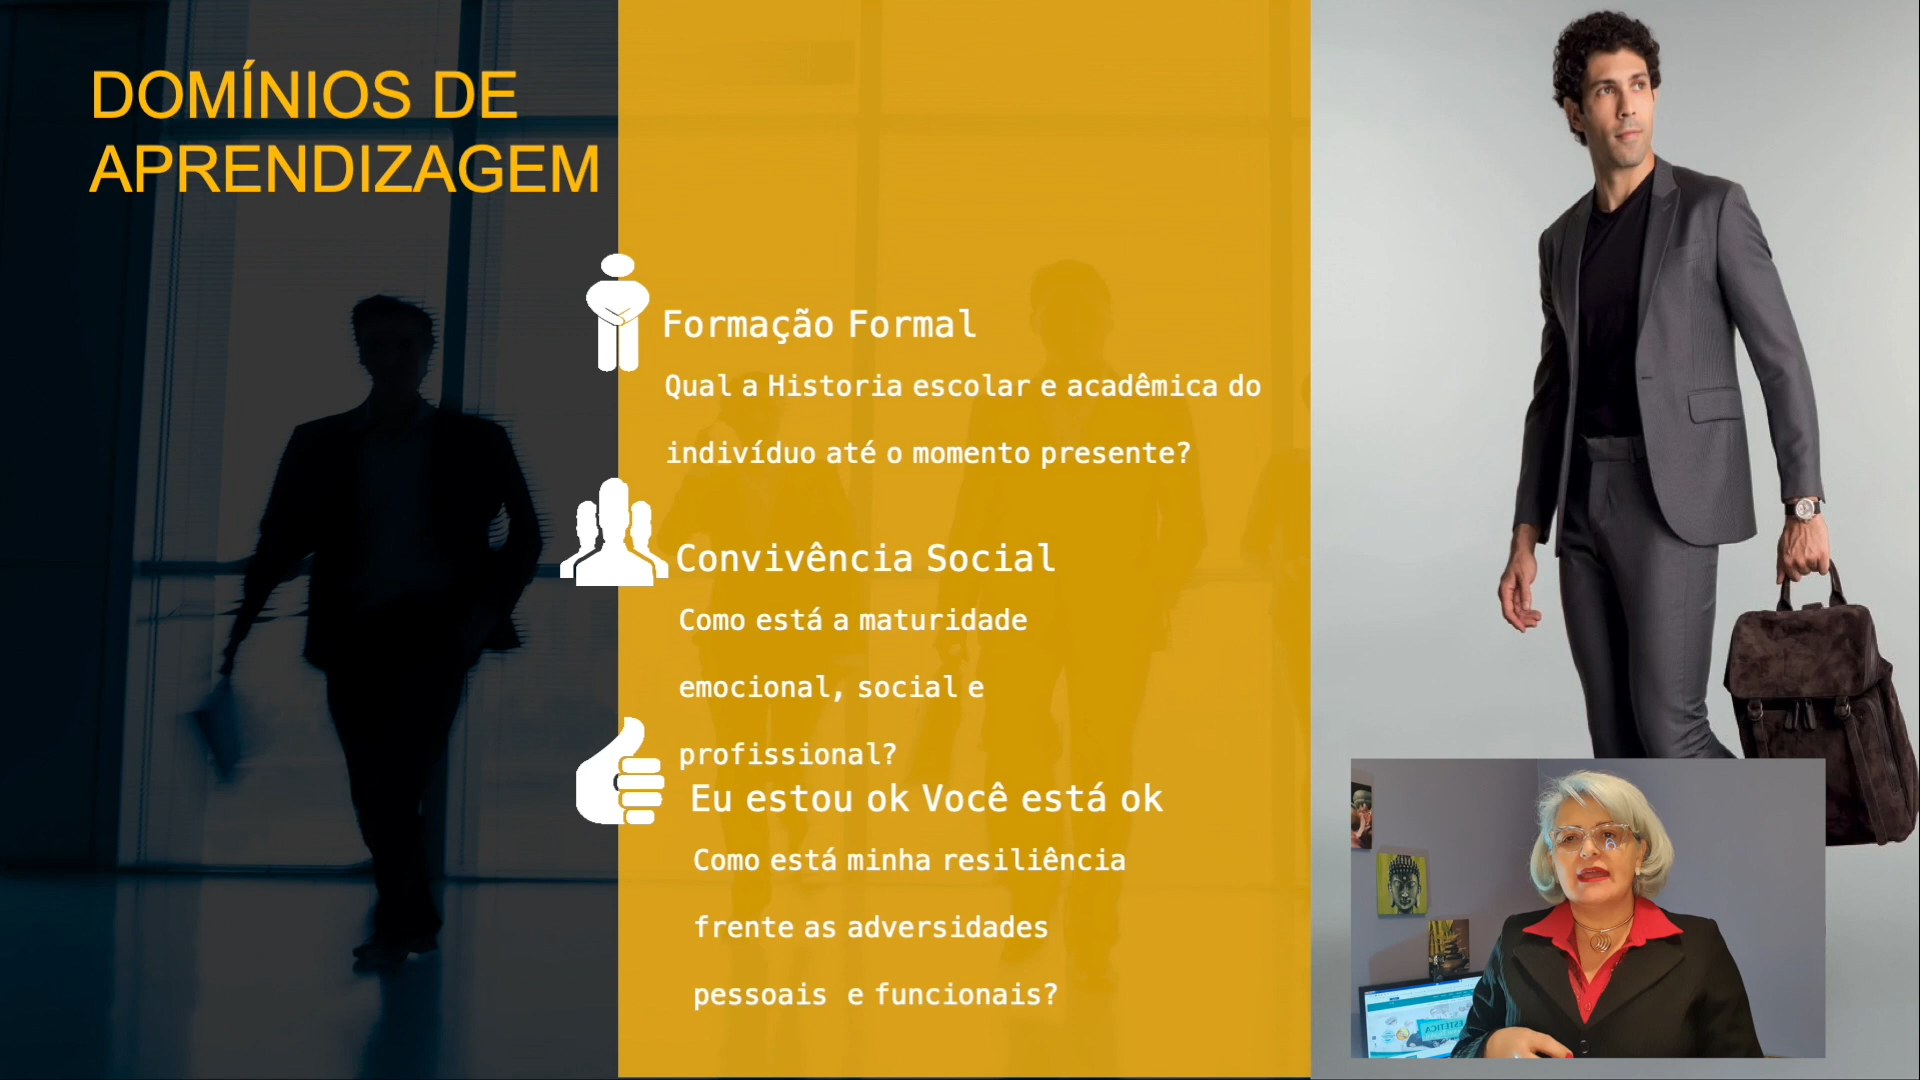 DOMÍNIOS DE
APRENDIZAGEM
Formação Formal
Qual a Historia escolar e acadêmica do
indivíduo até o momento presente?
Convivência Social
Como está a maturidade
emocional, social e
profissional?
Eu estou ok Você está ok
Como está minha resiliência
frente as adversidades
pessoais e funcionais?
ESTÉTICA